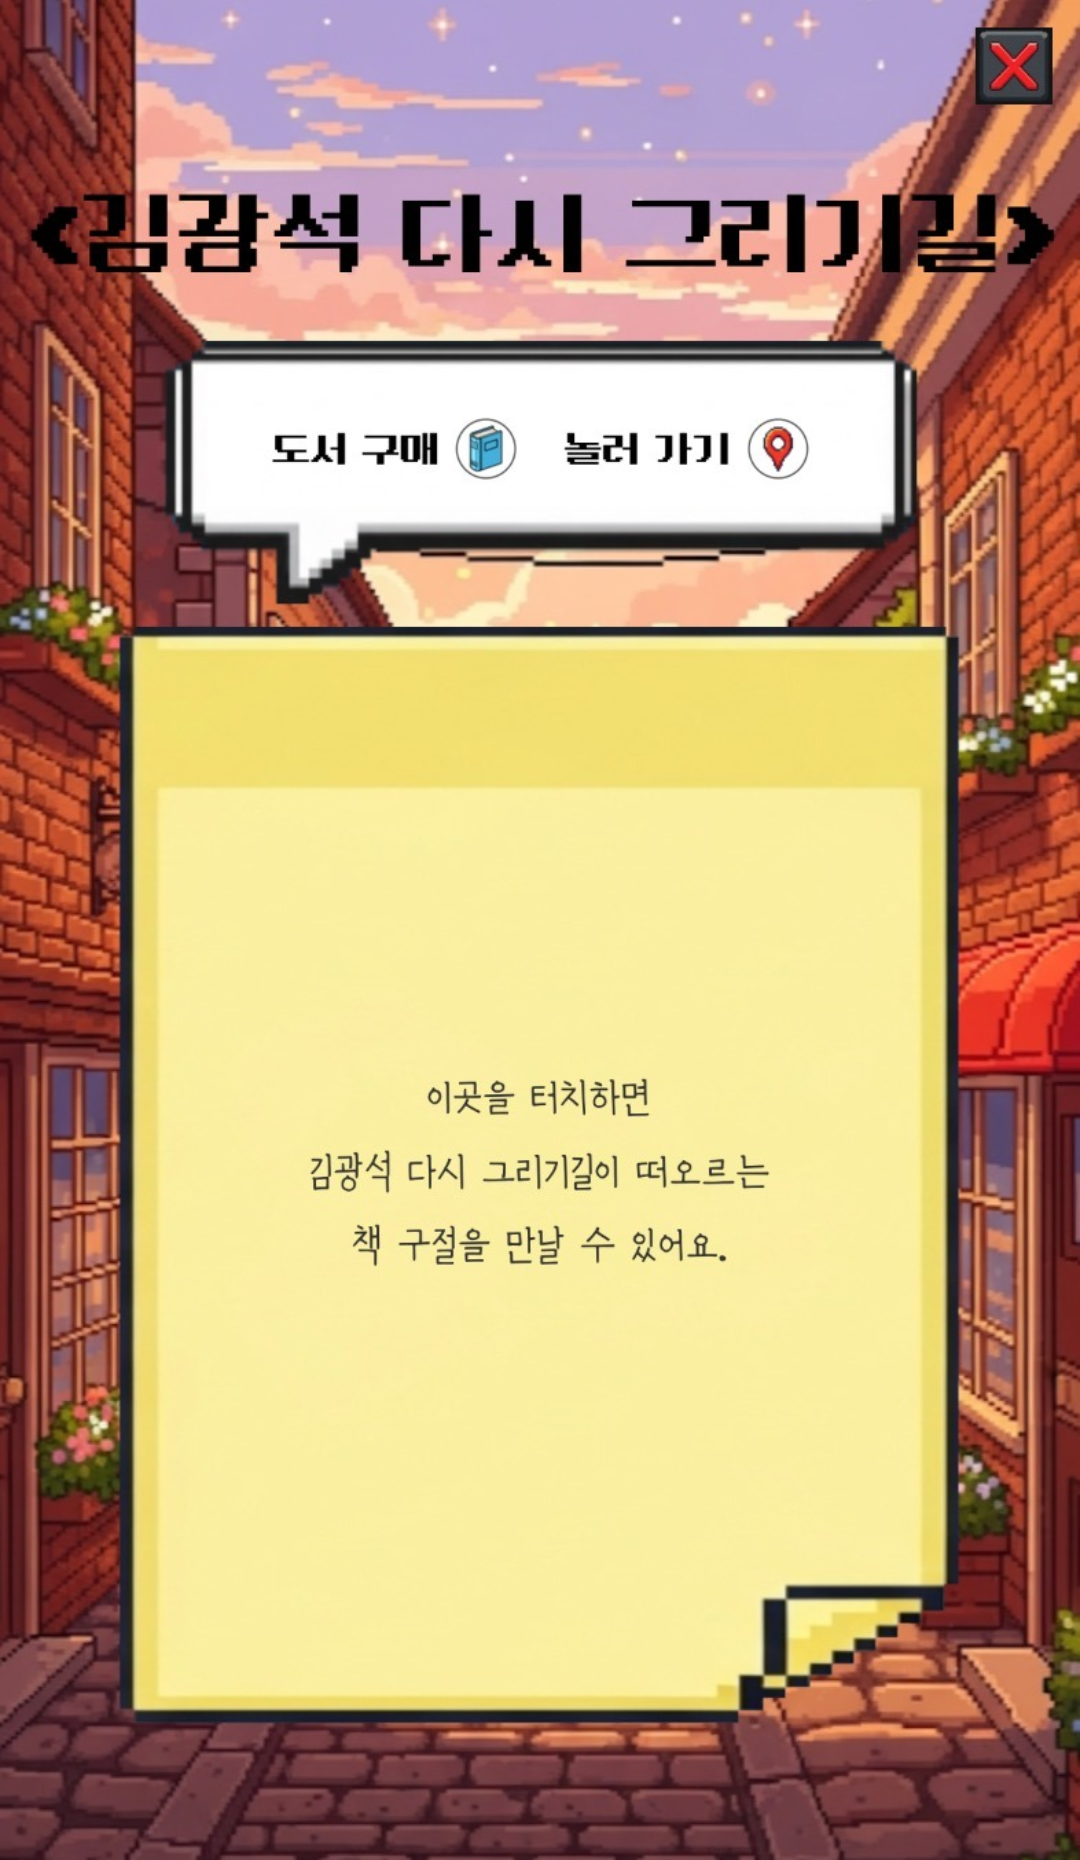 <김광석 다시 그리기길>
도서 구매 놀러 가기
이곳을 터치하면
김광석 다시 그리기길이 떠오르는
책 구절을 만날 수 있어요.